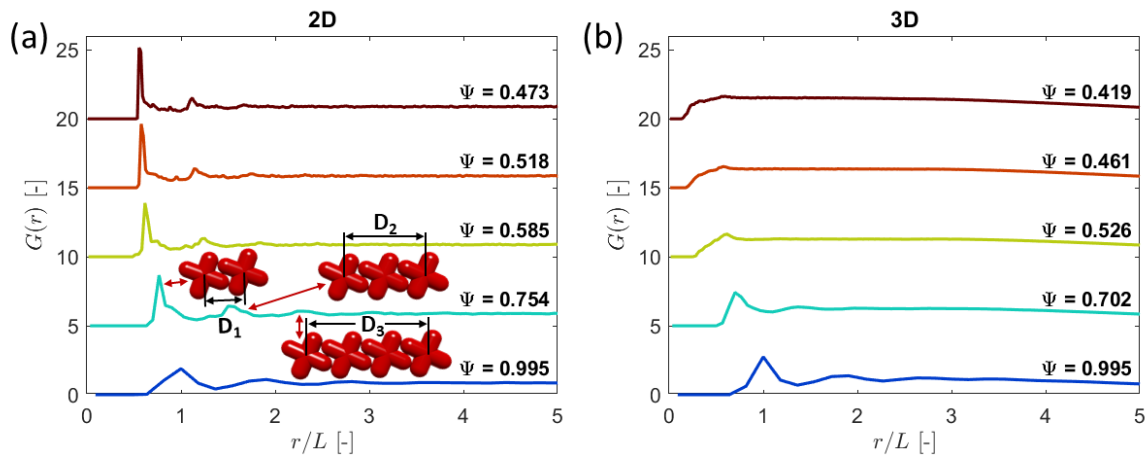 2D
(a)
25
20
15
10
5
0
G(r) [-]
Ψ = 0.473
Ψ = 0.518
Ψ = 0.585
Ψ = 0.754
Ψ = 0.995
D₁
D₂
D₃
0 1 2 3 4 5
r/L [-]
3D
(b)
25
20
15
10
5
0
G(r) [-]
Ψ = 0.419
Ψ = 0.461
Ψ = 0.526
Ψ = 0.702
Ψ = 0.995
0 1 2 3 4 5
r/L [-]